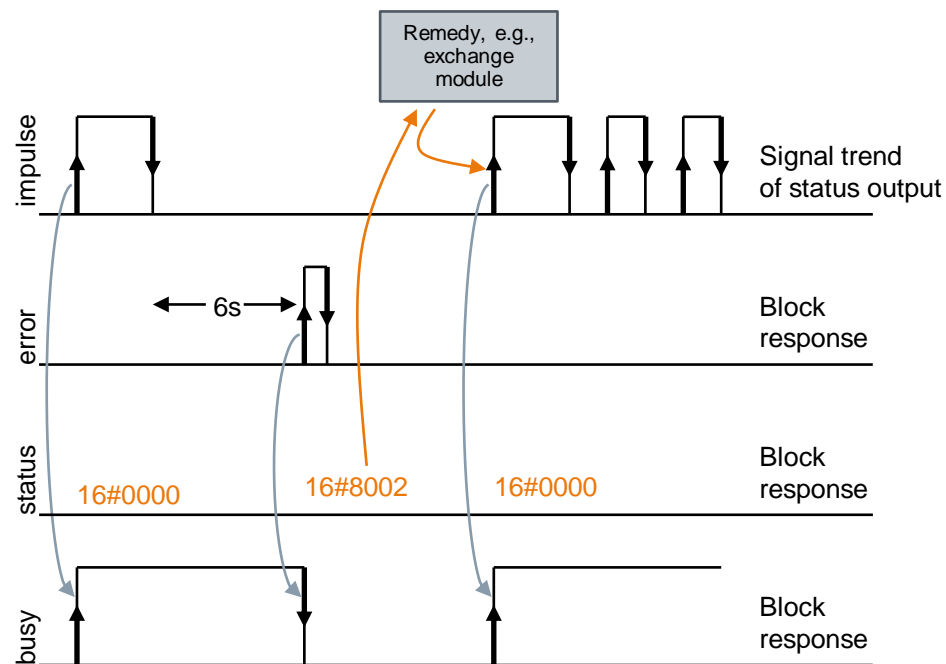 Remedy, e.g.,
exchange
module
impulse
Signal trend
of status output
error
6s
Block
response
status
16#0000
16#8002
16#0000
Block
response
busy
Block
response